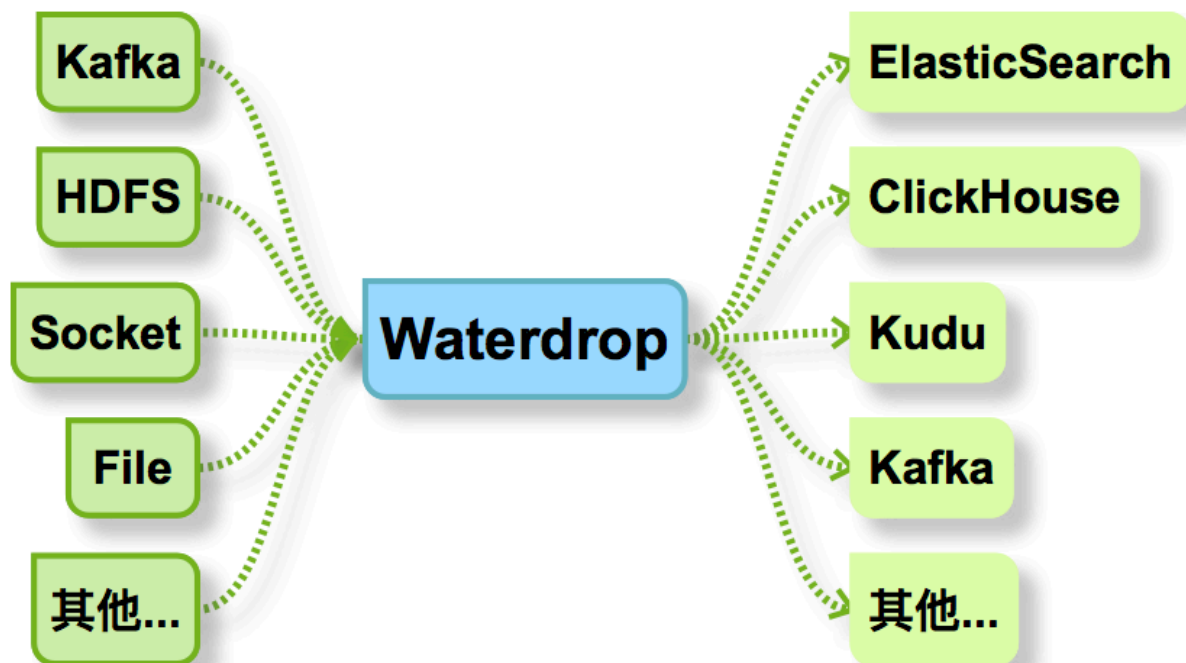 Kafka
HDFS
Socket
File
其他...
Waterdrop
ElasticSearch
ClickHouse
Kudu
Kafka
其他...